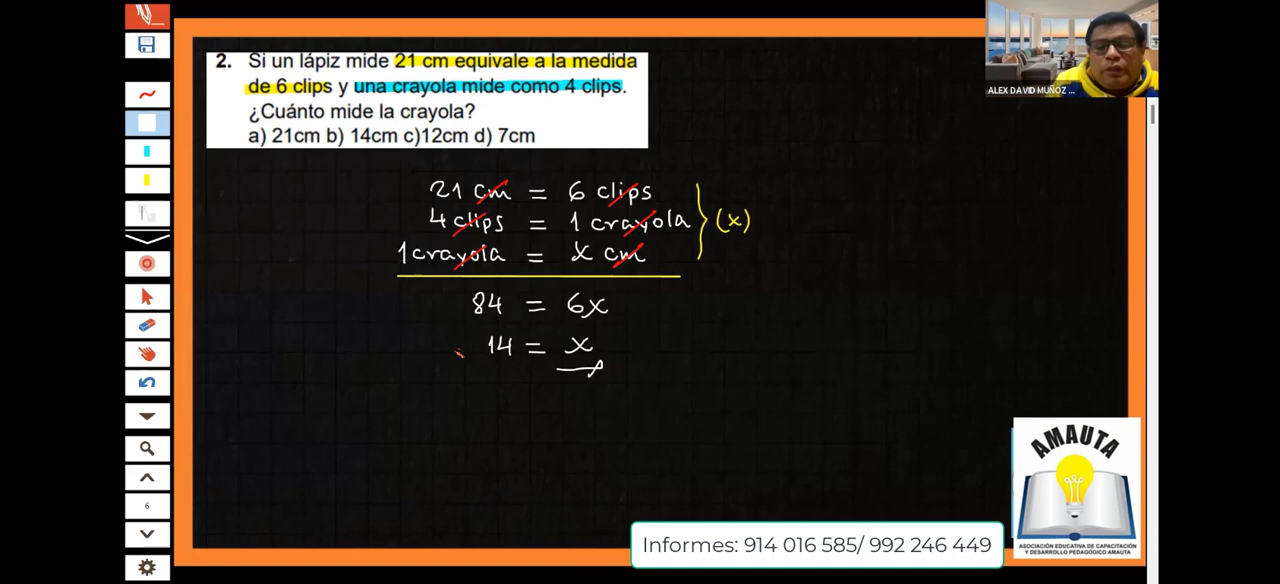 2. Si un lápiz mide 21 cm equivale a la medida
de 6 clips y una crayola mide como 4 clips.
¿Cuánto mide la crayola?
a) 21cm b) 14cm c)12cm d) 7cm
21 cm = 6 clips
4 clips = 1 crayola
1 crayola = x cm
(x)
84 = 6x
14 = x
ALEX DAVID MUÑOZ ...
6
AMAUTA
ASOCIACIÓN EDUCATIVA DE CAPACITACIÓN
Y DESARROLLO PEDAGÓGICO AMAUTA
Informes: 914 016 585/ 992 246 449